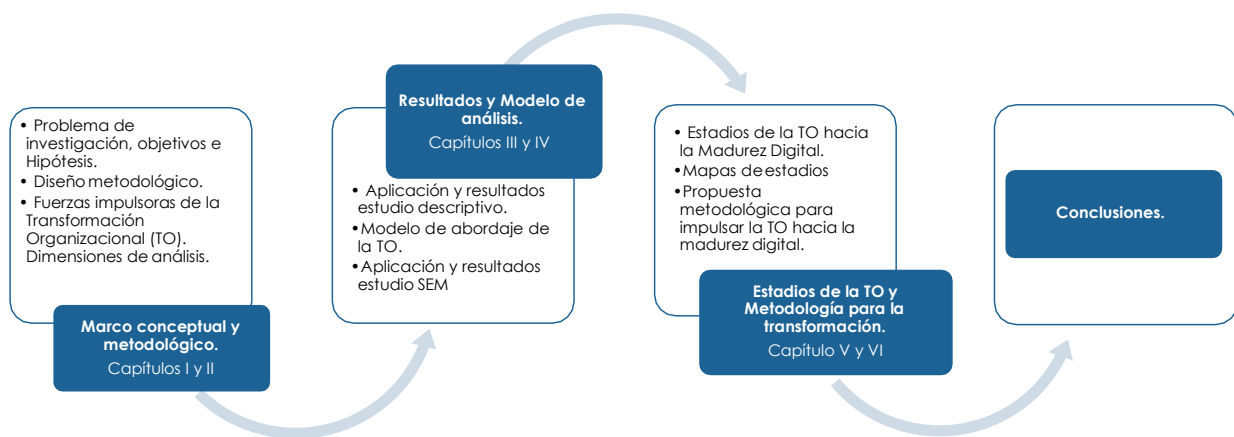 • Problema de
investigación, objetivos e
Hipótesis.
• Diseño metodológico.
• Fuerzas impulsoras de la
Transformación
Organizacional (TO).
Dimensiones de análisis.
Marco conceptual y
metodológico.
Capítulos I y II
Resultados y Modelo de
análisis.
Capítulos III y IV
• Aplicación y resultados
estudio descriptivo.
• Modelo de abordaje de
la TO.
• Aplicación y resultados
estudio SEM
• Estadios de la TO hacia
la Madurez Digital.
• Mapas de estadios
• Propuesta
metodológica para
impulsar la TO hacia la
madurez digital.
Estadios de la TO y
Metodología para la
transformación.
Capítulo V y VI
Conclusiones.